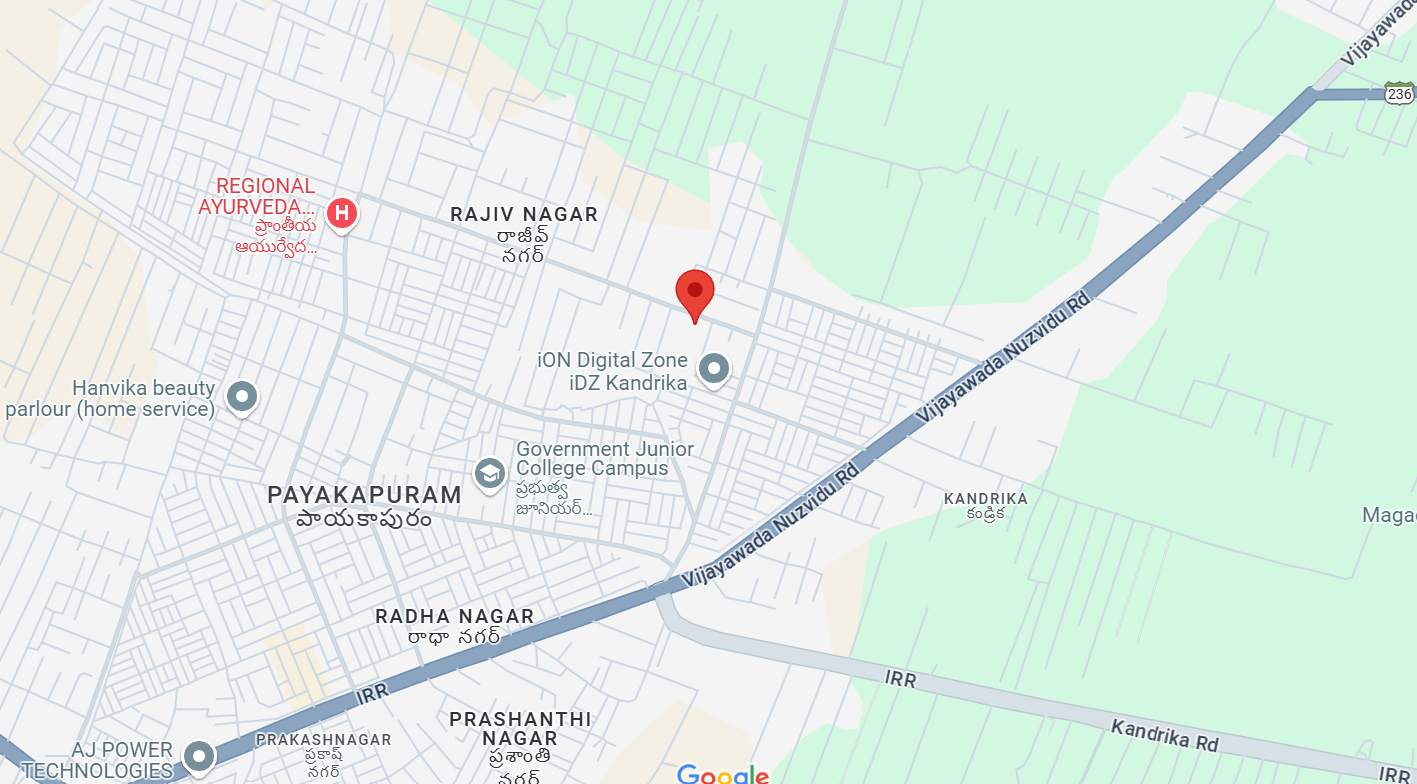 Vijayawada
236
REGIONAL
AYURVEDA...
ప్రాంతీయ
ఆయుర్వేద...
RAJIV NAGAR
రాజీవ్
నగర్
iON Digital Zone
iDZ Kandrika
Vijayawada Nuzvidu Rd
Hanvika beauty
parlour (home service)
Government Junior
College Campus
ప్రభుత్వ
జూనియర్...
PAYAKAPURAM
పాయకాపురం
Vijayawada Nuzvidu Rd
KANDRIKA
కండ్రిక
RADHA NAGAR
రాధా నగర్
IRR
IRR
Kandrika Rd
IRR
PRASHANTHI
NAGAR
ప్రశాంతి
నగర్
PRAKASHNAGAR
ప్రకాష్
నగర్
AJ POWER
TECHNOLOGIES
Google